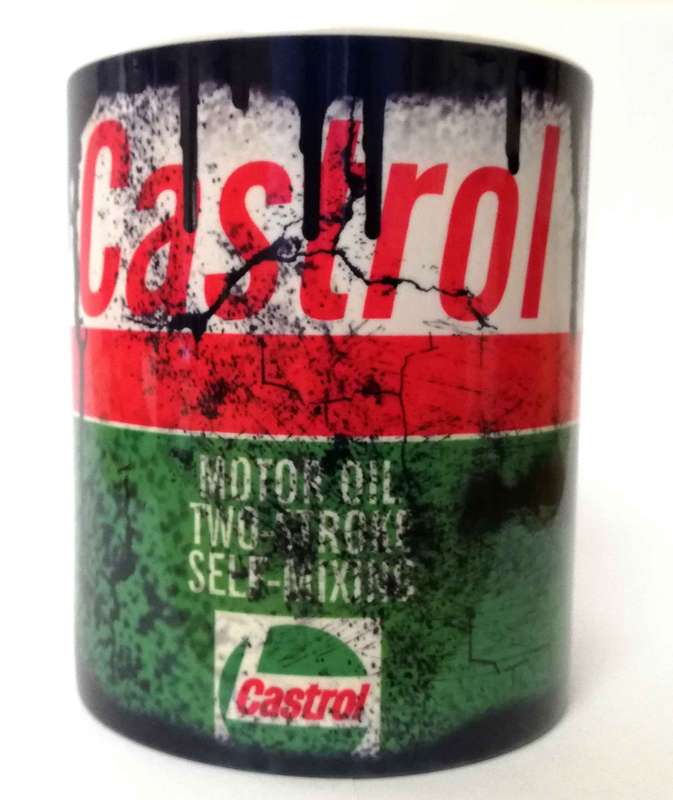 Castrol
MOTOR OIL
TWO-STROKE
SELF-MIXING
Castrol